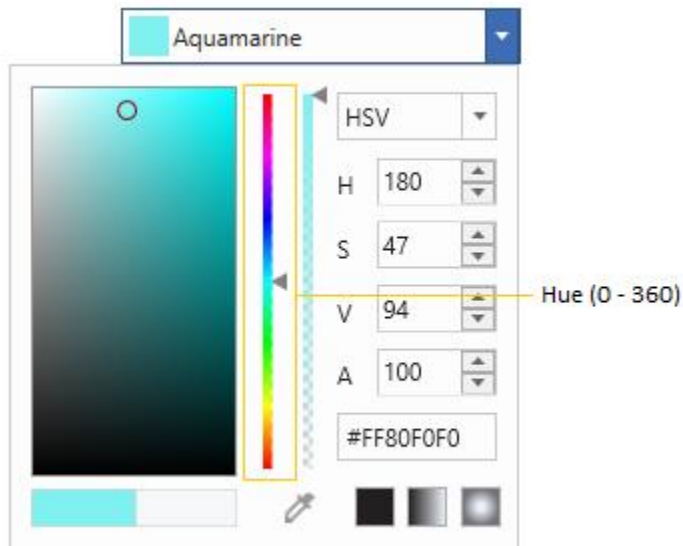 Aquamarine
HSV
H 180
S 47
Hue (0 - 360)
V 94
A 100
#FF80F0F0